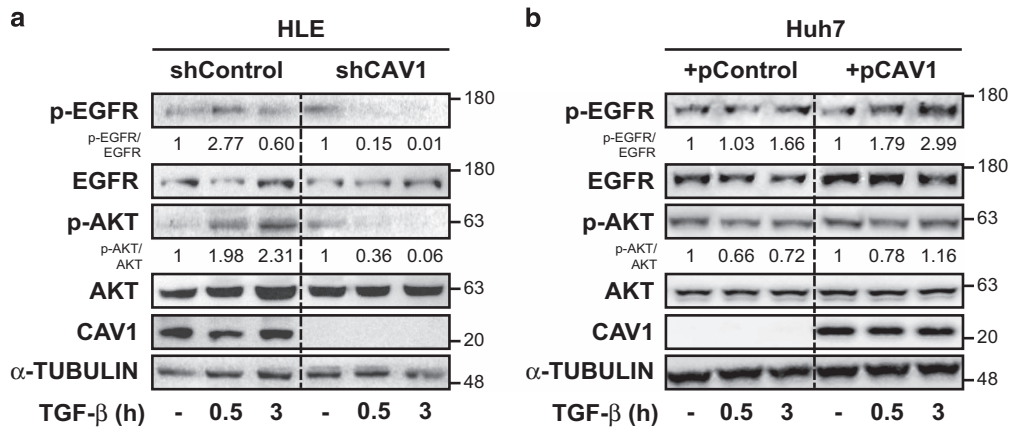 a
HLE
shControl shCAV1
p-EGFR 180
p-EGFR/
EGFR 1 2.77 0.60 1 0.15 0.01
EGFR 180
p-AKT 63
p-AKT/
AKT 1 1.98 2.31 1 0.36 0.06
AKT 63
CAV1 20
α-TUBULIN 48
TGF-β (h) - 0.5 3 - 0.5 3
b
Huh7
+pControl +pCAV1
p-EGFR 180
p-EGFR/
EGFR 1 1.03 1.66 1 1.79 2.99
EGFR 180
p-AKT 63
p-AKT/
AKT 1 0.66 0.72 1 0.78 1.16
AKT 63
CAV1 20
α-TUBULIN 48
TGF-β (h) - 0.5 3 - 0.5 3